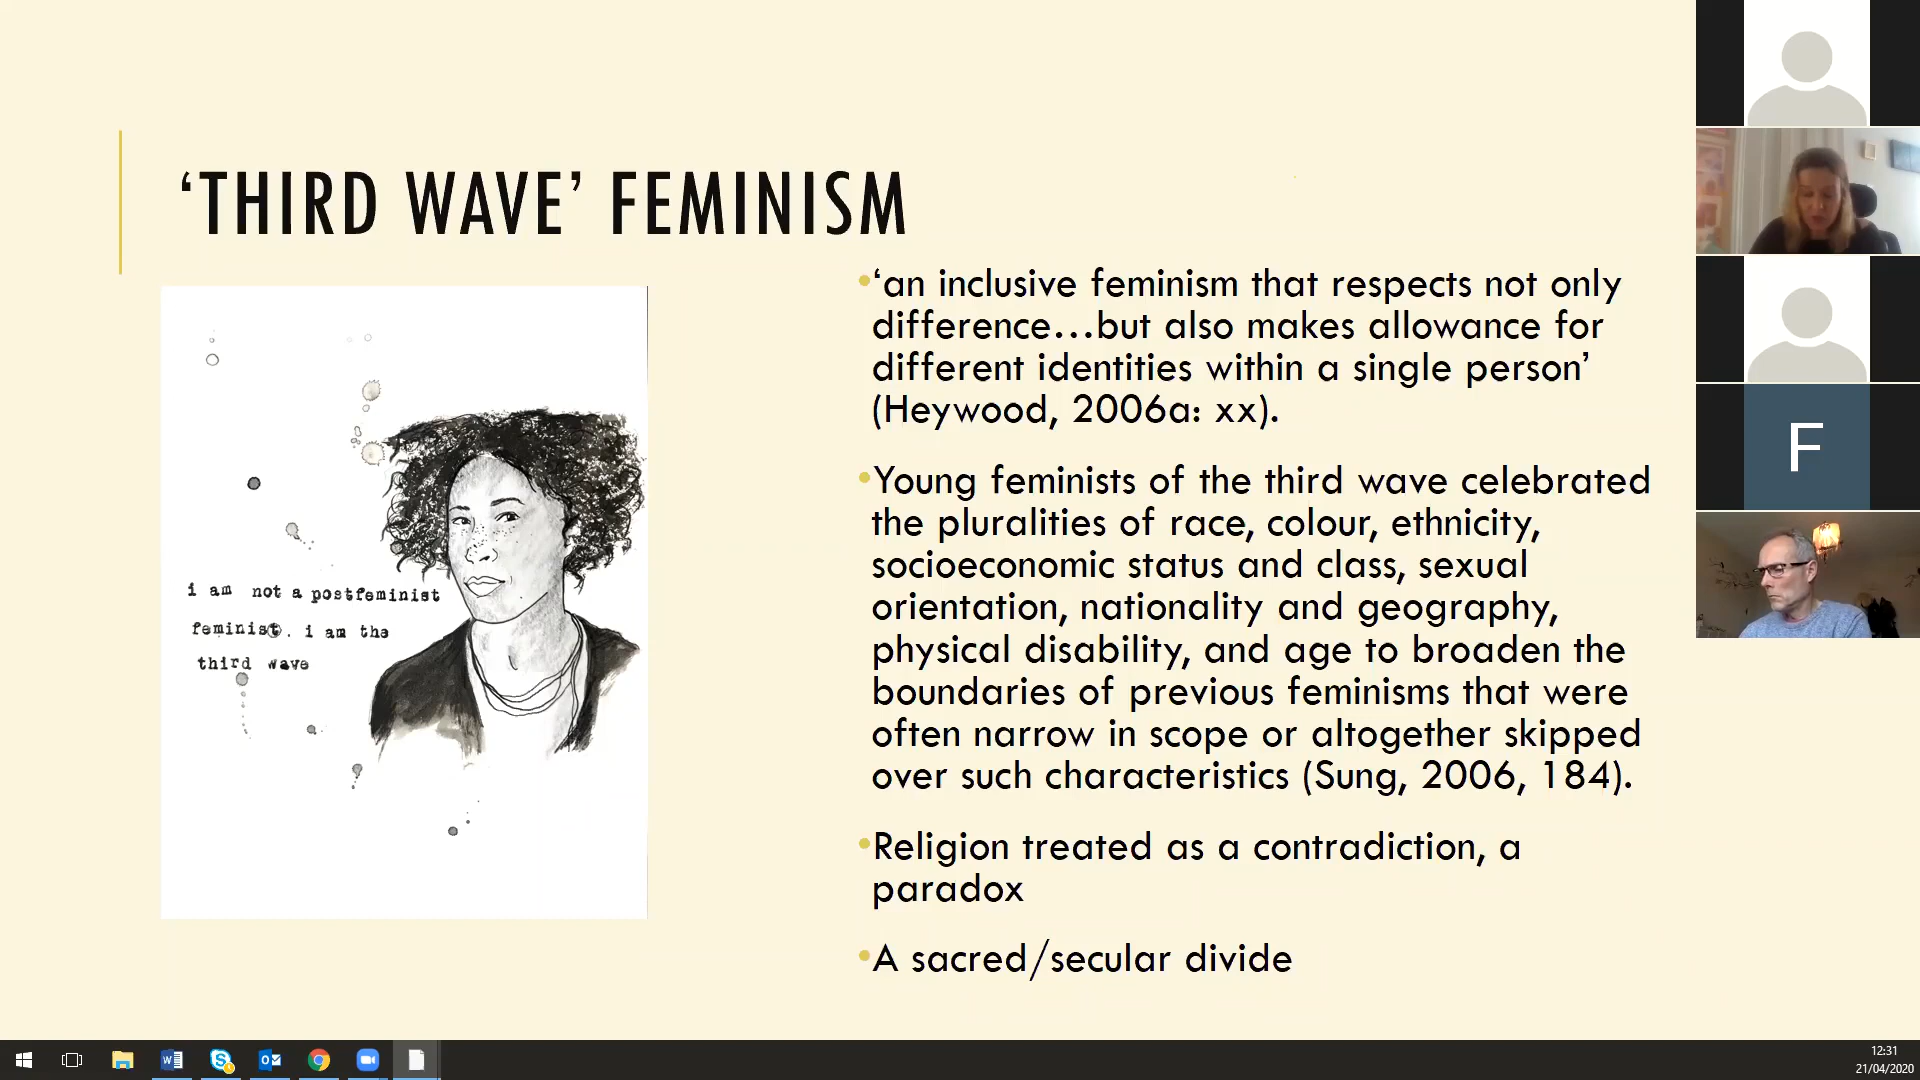 ‘THIRD WAVE’ FEMINISM
i am not a postfeminist
feminist. i am the
third wave
•‘an inclusive feminism that respects not only
difference…but also makes allowance for
different identities within a single person’
(Heywood, 2006a: xx).
•Young feminists of the third wave celebrated
the pluralities of race, colour, ethnicity,
socioeconomic status and class, sexual
orientation, nationality and geography,
physical disability, and age to broaden the
boundaries of previous feminisms that were
often narrow in scope or altogether skipped
over such characteristics (Sung, 2006, 184).
•Religion treated as a contradiction, a
paradox
•A sacred/secular divide
F
12:31
21/04/2020